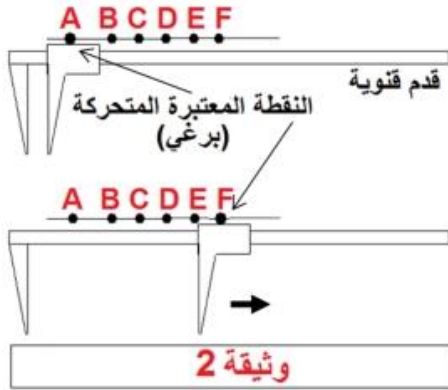 A B C D E F
قدم قنوية
النقطة المعتبرة المتحركة
(برغي)
A B C D E F
وثيقة 2